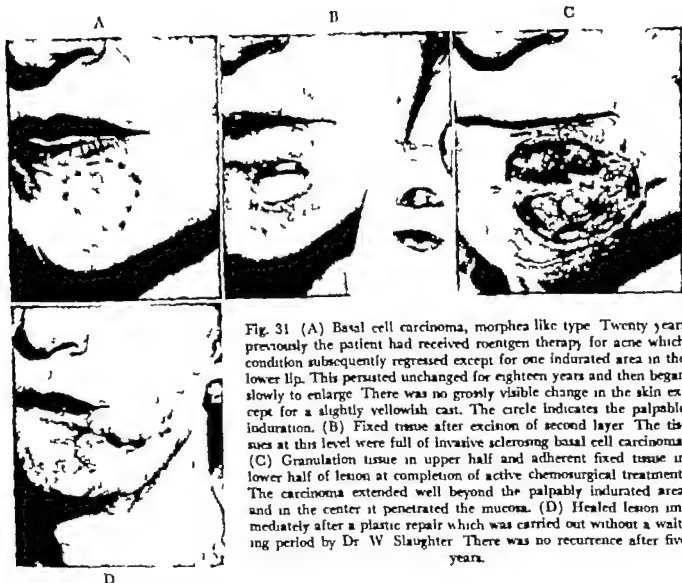 A
B
C
Fig. 31 (A) Basal cell carcinoma, morphea like type Twenty years
previously the patient had received roentgen therapy for acne which
condition subsequently regressed except for one indurated area in the
lower lip. This persisted unchanged for eighteen years and then began
slowly to enlarge There was no grossly visible change in the skin ex
cept for a slightly yellowish cast. The circle indicates the palpable
induration. (B) Fixed tissue after excision of second layer The tis
sues at this level were full of invasive sclerosing basal cell carcinoma
(C) Granulation tissue in upper half and adherent fixed tissue in
lower half of lesion at completion of active chemosurgical treatment
The carcinoma extended well beyond the palpably indurated area
and in the center it penetrated the mucosa. (D) Healed lesion im
mediately after a plastic repair which was carried out without a wait
ing period by Dr W Slaughter There was no recurrence after five
years.
D